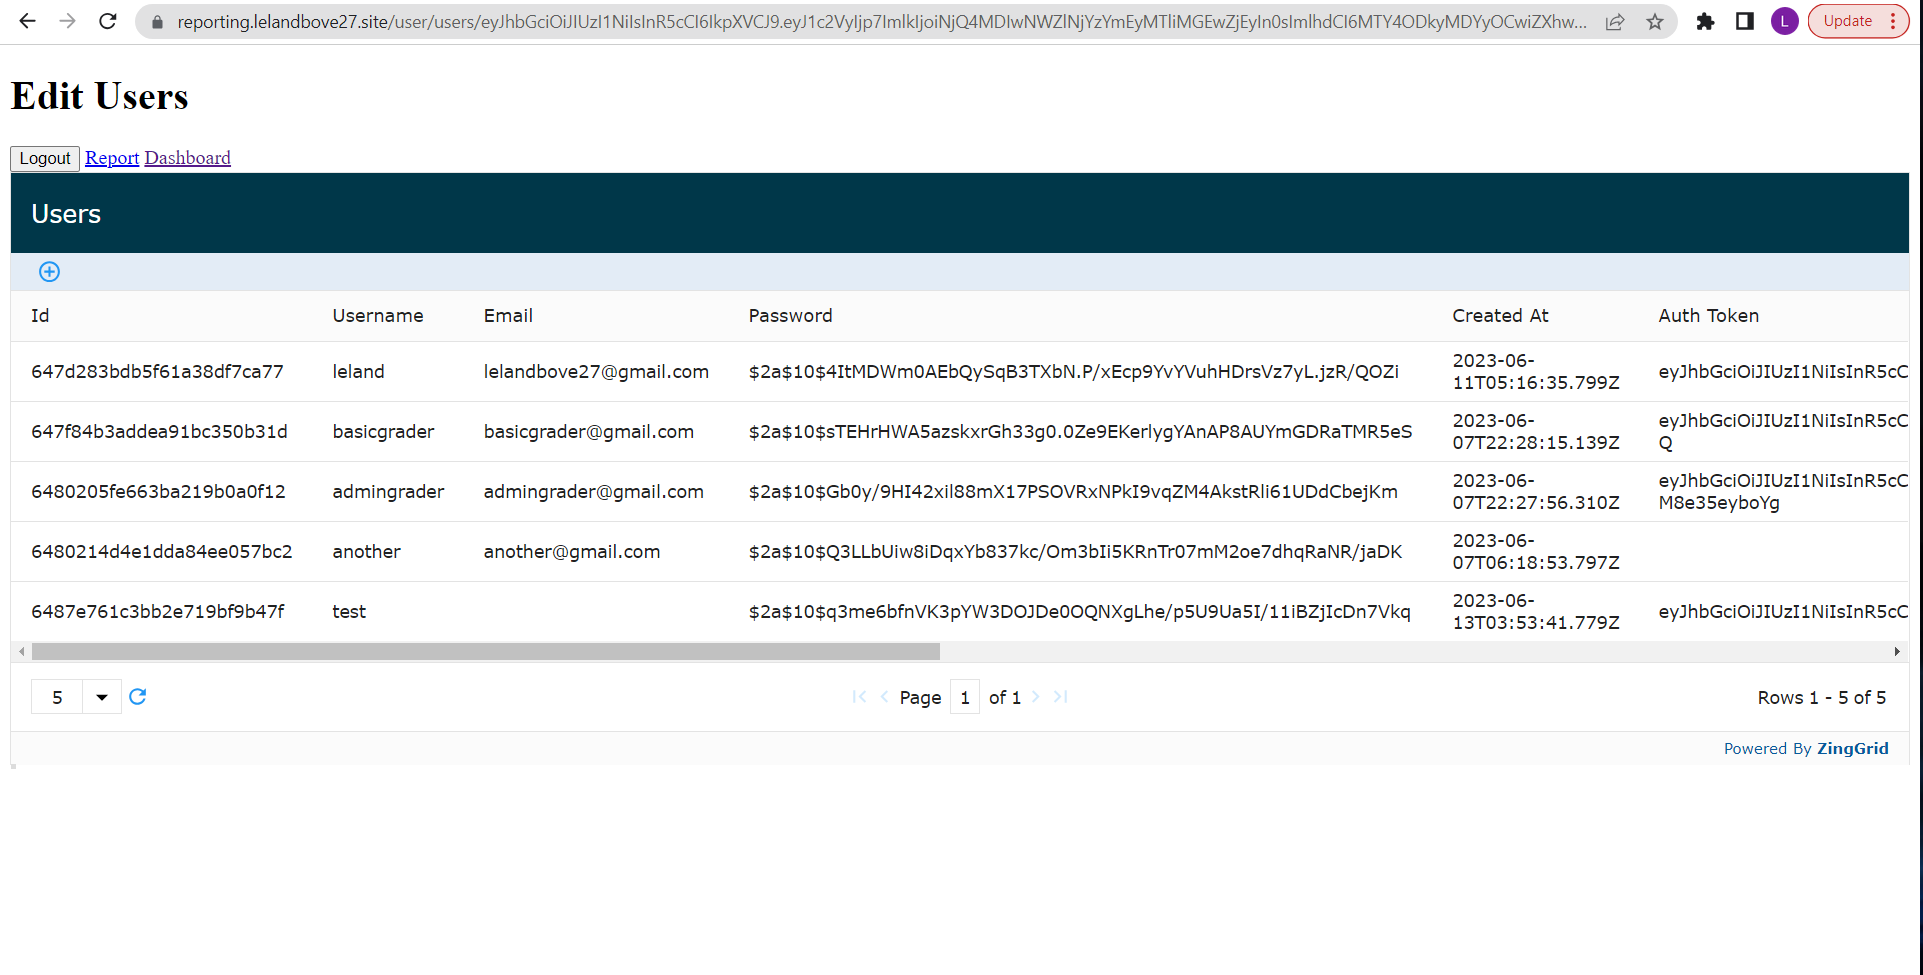 reporting.lelandbove27.site/user/users/eyJhbGciOiJIUzI1NiIsInR5cCI6IkpXVCJ9.eyJ1c2VyIjp7ImlkIjoiNjQ4MDIwNWZlNjYzYmEyMTliMGEwZjEyIn0sImlhdCI6MTY4ODkyMDYyOCwiZXhw...
L
Update
Edit Users
Logout Report Dashboard
Users
Id Username Email Password Created At Auth Token
647d283bdb5f61a38df7ca77 leland lelandbove27@gmail.com $2a$10$4ItMDWm0AEbQySqB3TXbN.P/xEcp9YvYVuhHDrsVz7yL.jzR/QOZi 2023-06-
11T05:16:35.799Z eyJhbGciOiJIUzI1NiIsInR5cC
647f84b3addea91bc350b31d basicgrader basicgrader@gmail.com $2a$10$sTEHrHWA5azskxrGh33g0.0Ze9EKerlygYAnAP8AUYmGDRaTMR5eS 2023-06-
07T22:28:15.139Z eyJhbGciOiJIUzI1NiIsInR5cC
Q
6480205fe663ba219b0a0f12 admingrader admingrader@gmail.com $2a$10$Gb0y/9HI42xil88mX17PSOVRxNPkI9vqZM4AkstRli61UDdCbejKm 2023-06-
07T22:27:56.310Z eyJhbGciOiJIUzI1NiIsInR5cC
M8e35eyboYg
6480214d4e1dda84ee057bc2 another another@gmail.com $2a$10$Q3LLbUiw8iDqxYb837kc/Om3bIi5KRnTr07mM2oe7dhqRaNR/jaDK 2023-06-
07T06:18:53.797Z
6487e761c3bb2e719bf9b47f test $2a$10$q3me6bfnVK3pYW3DOJDe0OQNXgLhe/p5U9Ua5I/11iBZjIcDn7Vkq 2023-06-
13T03:53:41.779Z eyJhbGciOiJIUzI1NiIsInR5cC
5 Page 1 of 1 Rows 1 - 5 of 5
Powered By ZingGrid